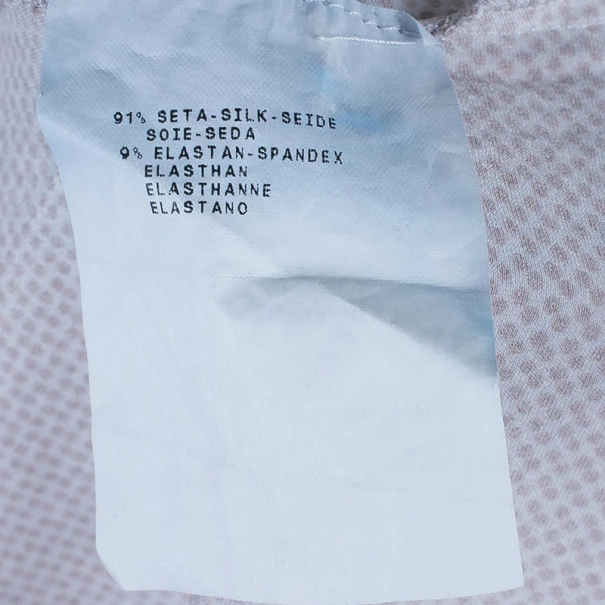 91% SETA-SILK-SEIDE
SOIE-SEDA
9% ELASTAN-SPANDEX
ELASTHAN
ELASTHANNE
ELASTANO